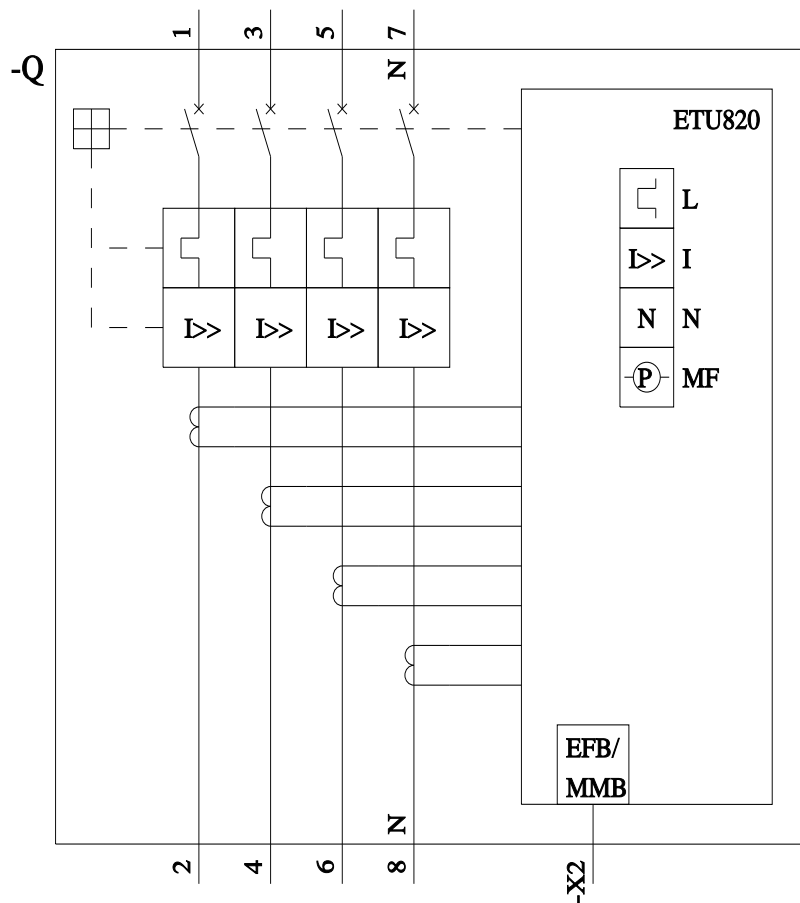 1 3 5 7
-Q
N
ETU820
L
I>> I
N N
P MF
I>> I>> I>> I>>
EFB/
MMB
N
2 4 6 8
-X2